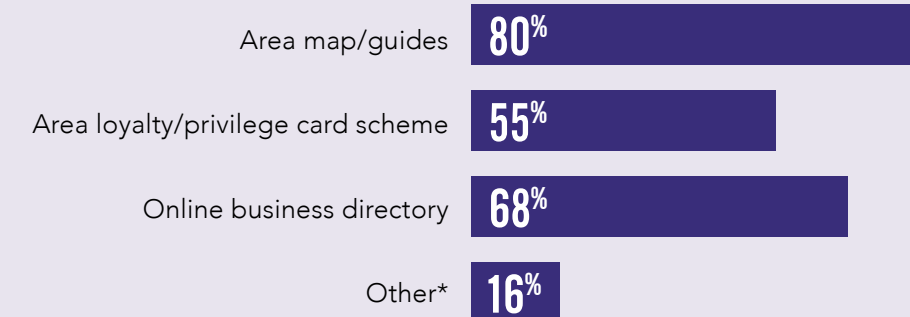 Area map/guides 80%
Area loyalty/privilege card scheme 55%
Online business directory 68%
Other* 16%